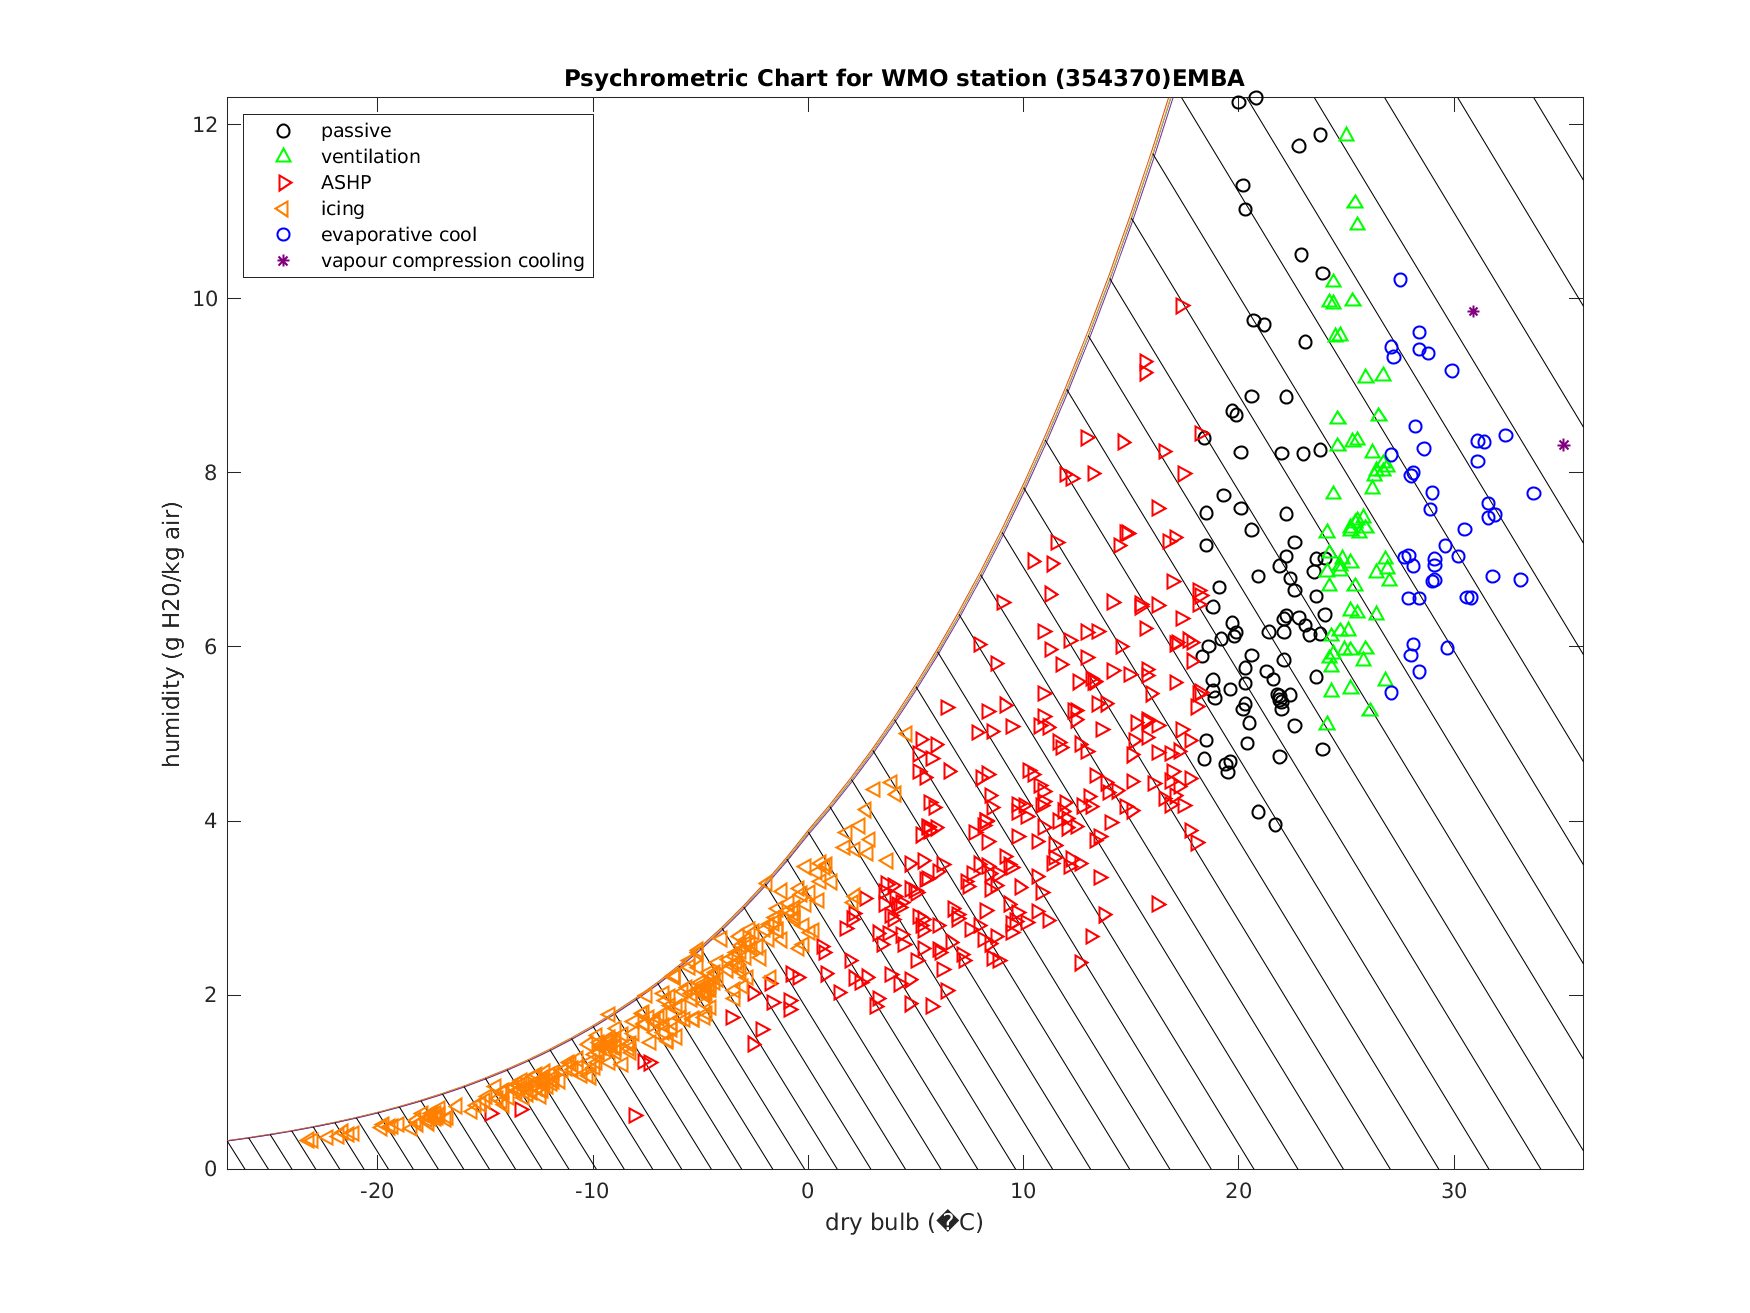 Psychrometric Chart for WMO station (354370)EMBA
passive
ventilation
ASHP
icing
evaporative cool
vapour compression cooling
humidity (g H20/kg air)
12
10
8
6
4
2
0
-20 -10 0 10 20 30
dry bulb (�C)